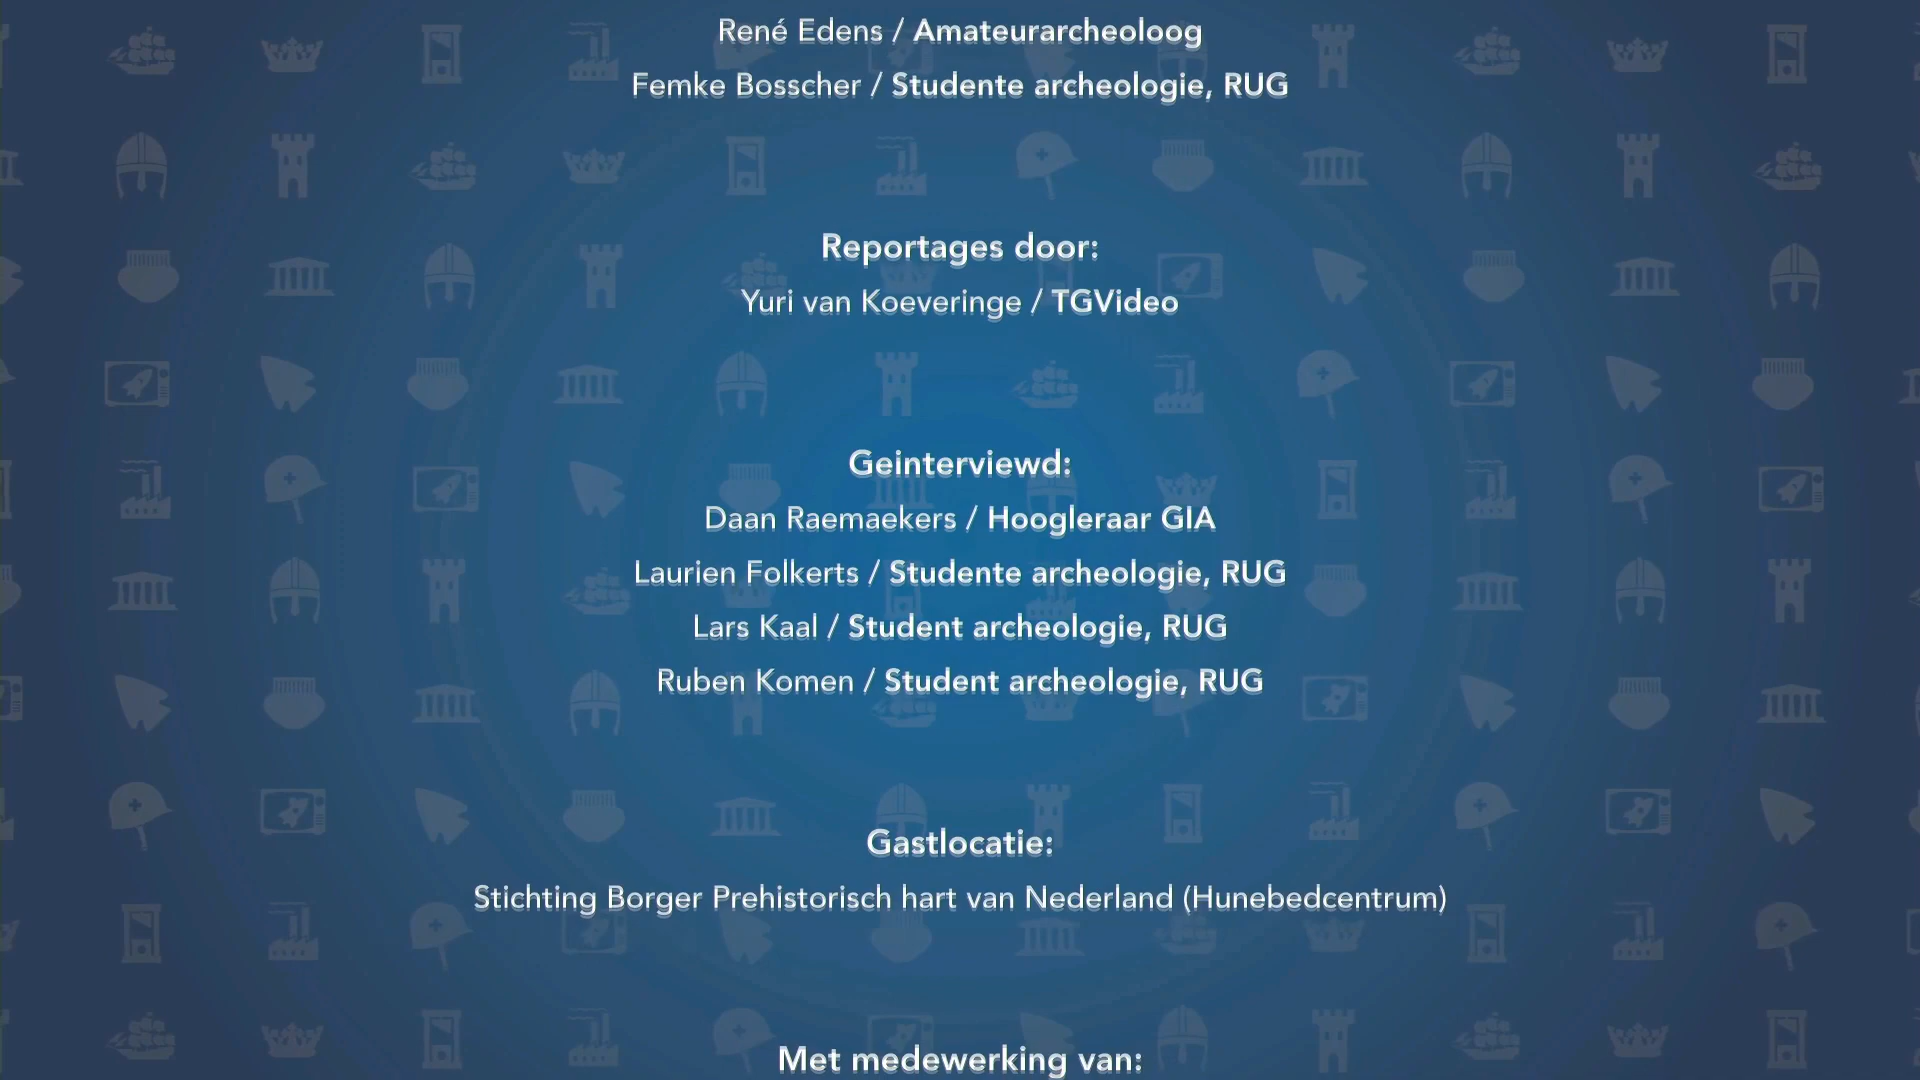 René Edens / Amateurarcheoloog
Femke Bosscher / Studente archeologie, RUG
Reportages door:
Yuri van Koeveringe / TGVideo
Geinterviewd:
Daan Raemaekers / Hoogleraar GIA
Laurien Folkerts / Studente archeologie, RUG
Lars Kaal / Student archeologie, RUG
Ruben Komen / Student archeologie, RUG
Gastlocatie:
Stichting Borger Prehistorisch hart van Nederland (Hunebedcentrum)
Met medewerking van: